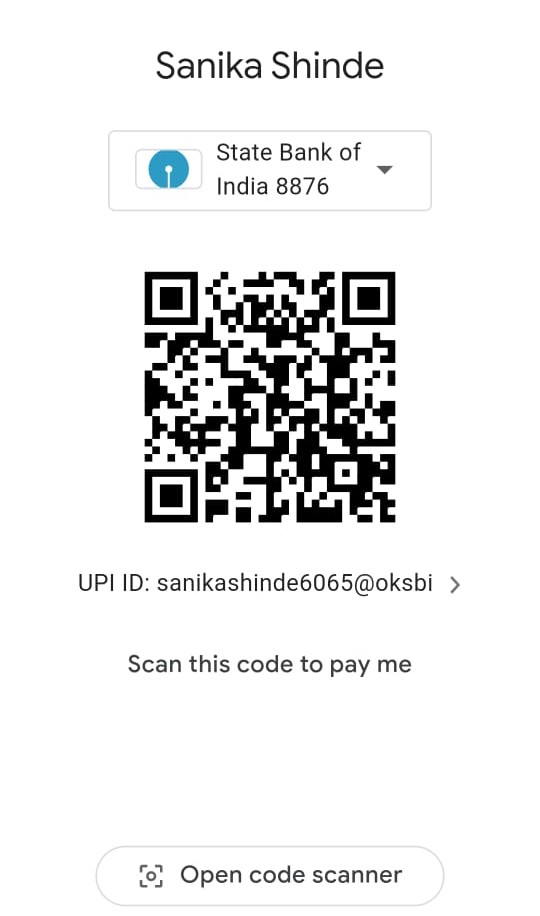 Sanika Shinde
State Bank of
India 8876
UPI ID: sanikashinde6065@oksbi
Scan this code to pay me
Open code scanner